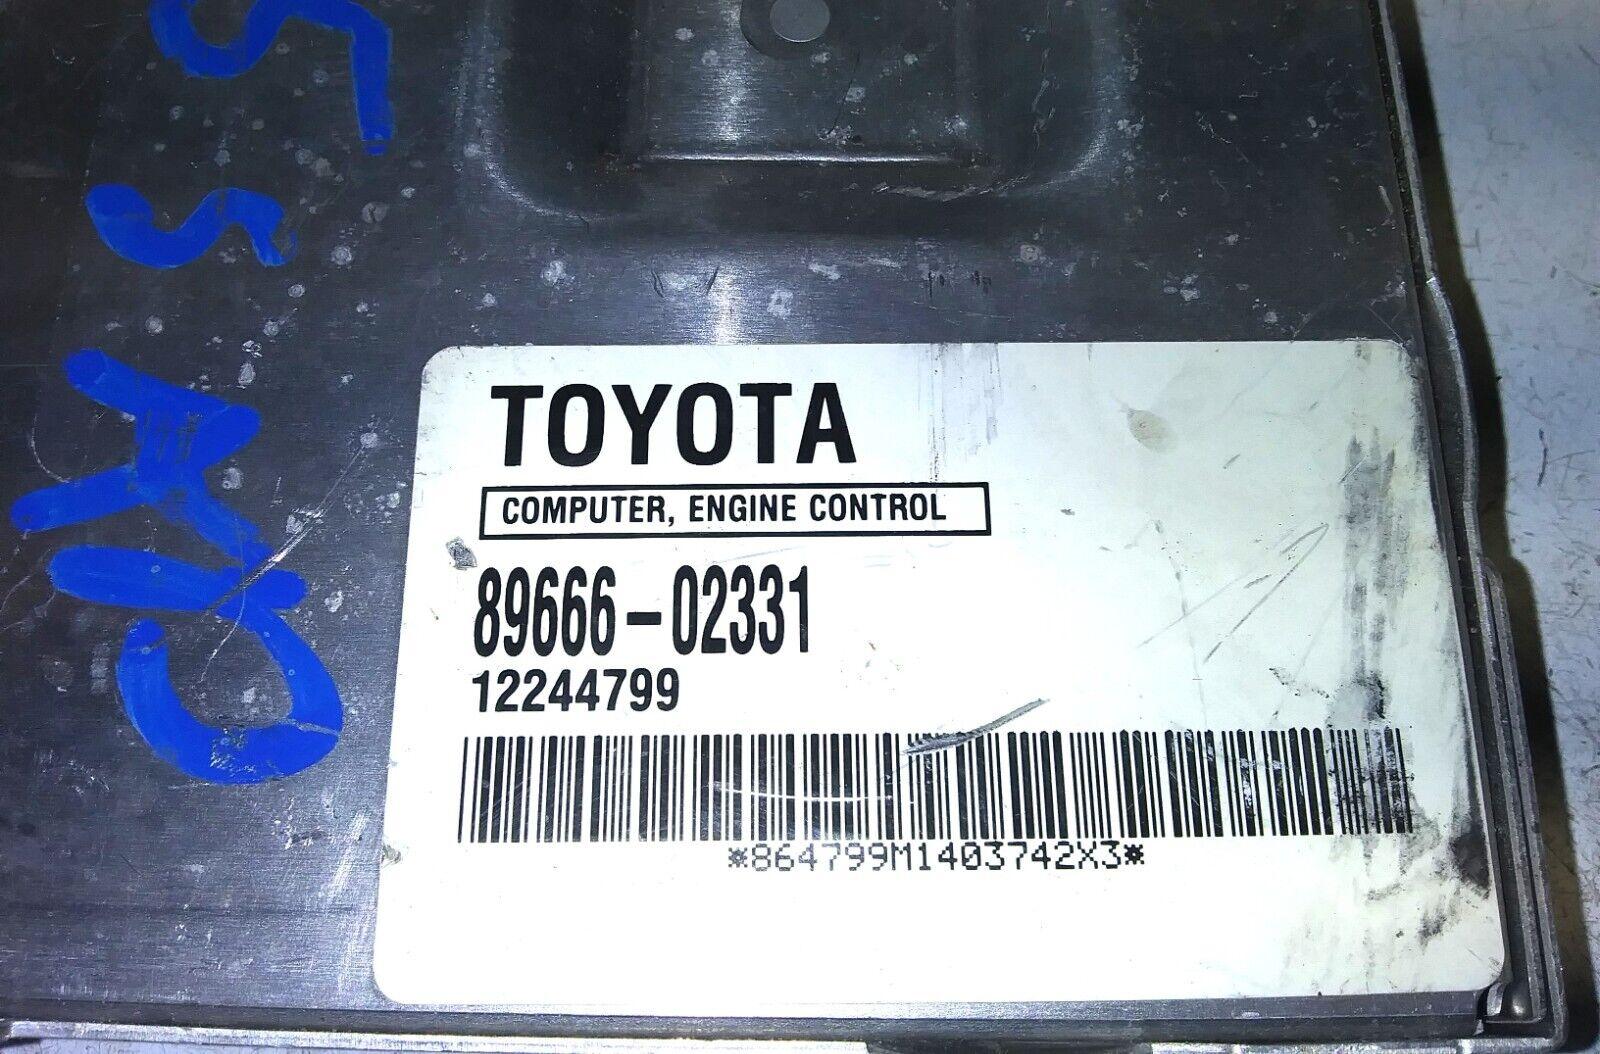 TOYOTA
COMPUTER, ENGINE CONTROL
89666-02331
12244799
*864799M1403742X3*